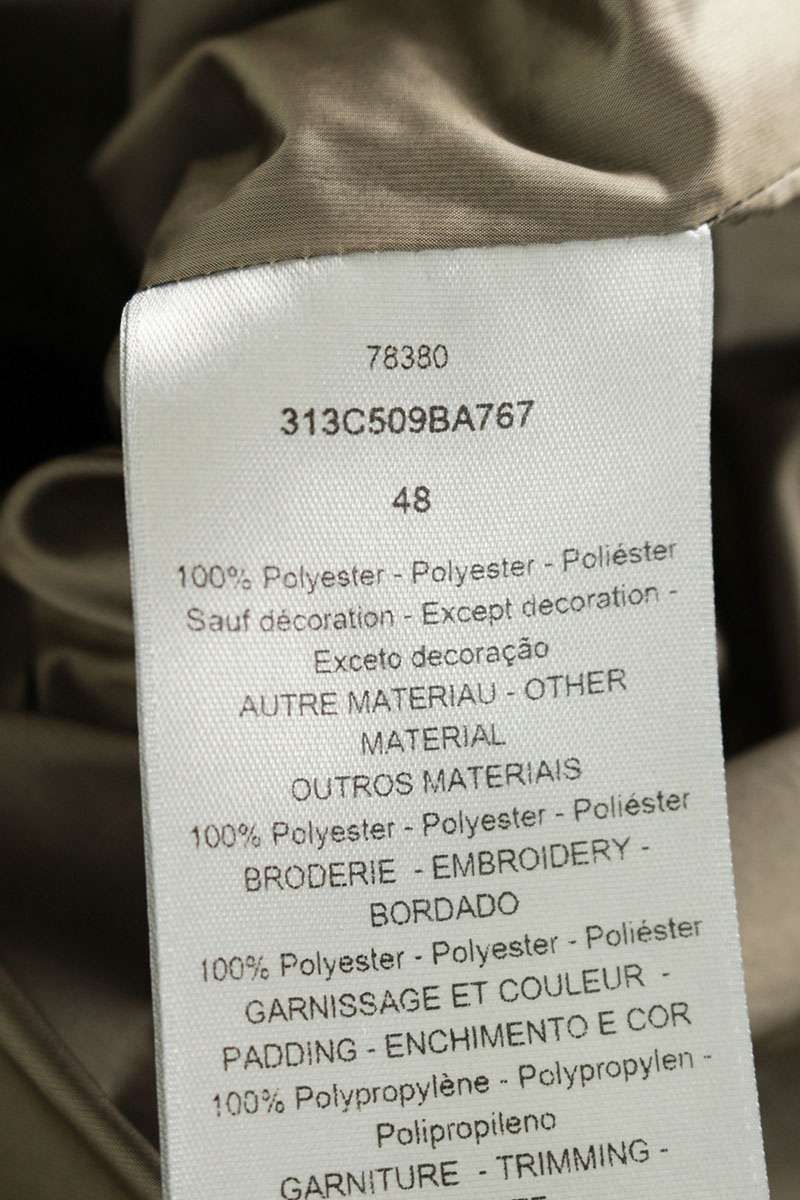 78380
313C509BA767
48
100% Polyester - Polyester - Poliéster
Sauf décoration - Except decoration -
Exceto decoração
AUTRE MATERIAU - OTHER
MATERIAL
OUTROS MATERIAIS
100% Polyester - Polyester - Poliéster
BRODERIE - EMBROIDERY -
BORDADO
100% Polyester - Polyester - Poliéster
GARNISSAGE ET COULEUR -
PADDING - ENCHIMENTO E COR
100% Polypropylène - Polypropylen -
Polipropileno
GARNITURE - TRIMMING -